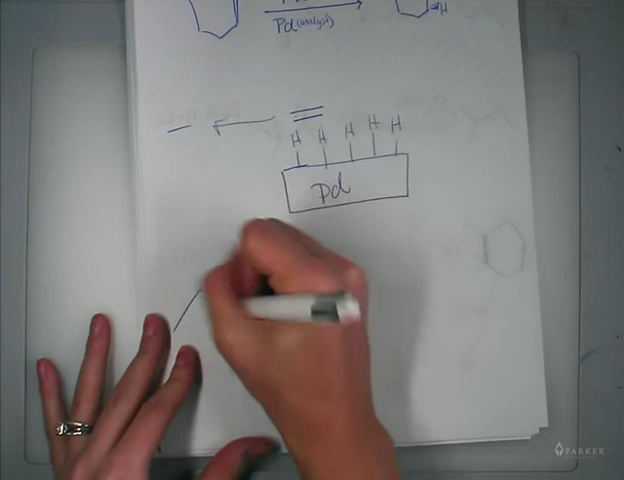 Pd(catalyst)
H
H H H H H
Pd
PARKER